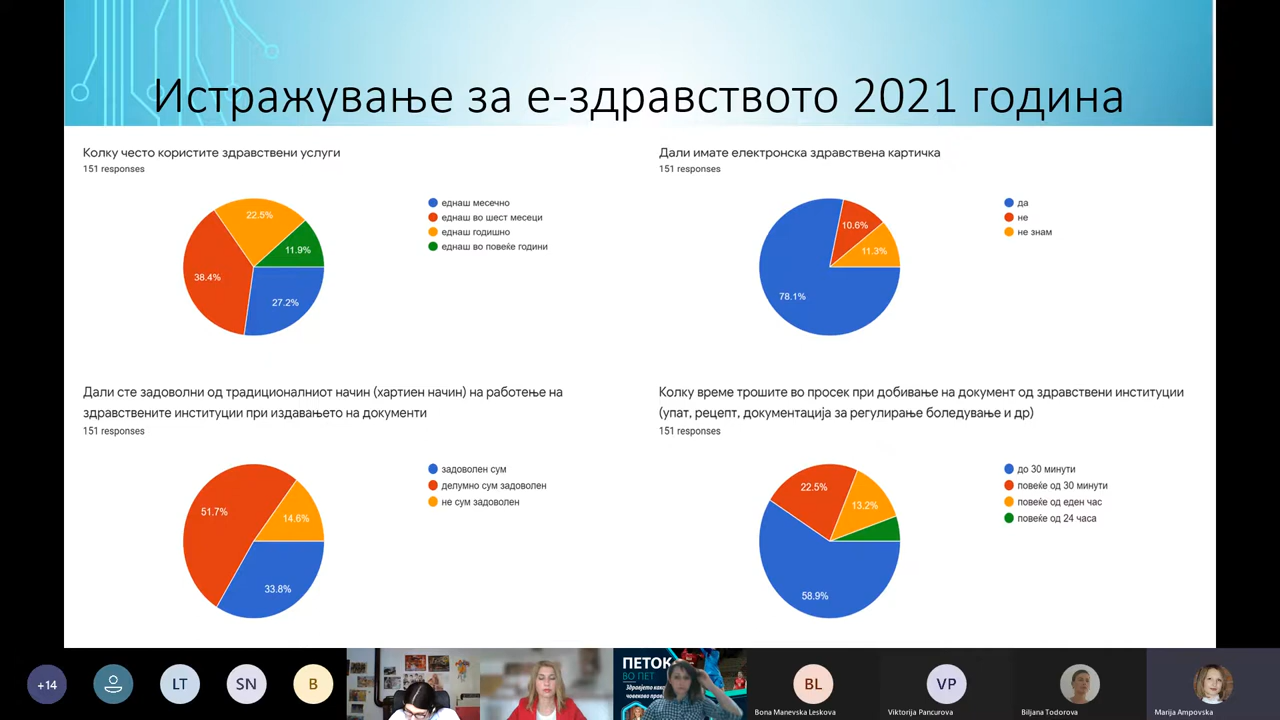 Истражување за е-здравството 2021 година
Колку често користите здравствени услуги
151 responses
22.5%
11.9%
38.4%
27.2%
еднаш месечно
еднаш во шест месеци
еднаш годишно
еднаш во повеќе години
Дали имате електронска здравствена картичка
151 responses
10.6%
11.3%
78.1%
да
не
не знам
Дали сте задоволни од традиционалниот начин (хартиен начин) на работење на
здравствените институции при издавањето на документи
151 responses
51.7%
14.6%
33.8%
задоволен сум
делумно сум задоволен
не сум задоволен
Колку време трошите во просек при добивање на документ од здравствени институции
(упат, рецепт, документација за регулирање боледување и др)
151 responses
22.5%
13.2%
58.9%
до 30 минути
повеќе од 30 минути
повеќе од еден час
повеќе од 24 часа
+14
LT
SN
B
ПЕТОК
ВО ПЕТ
BL
Bona Manevska Leskova
VP
Viktorija Pancurova
Biljana Todorova
Marija Ampovska